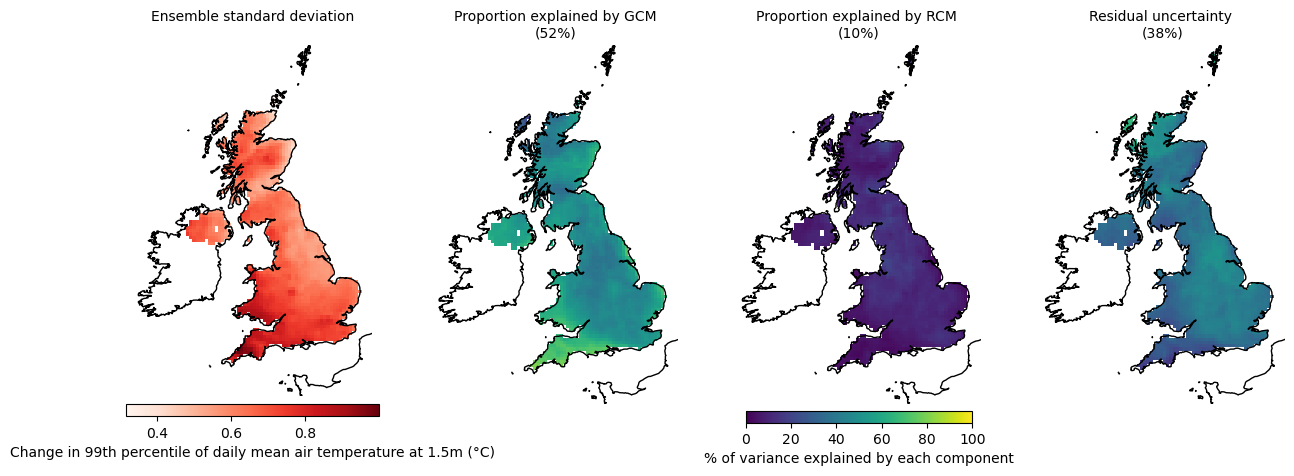 Ensemble standard deviation
Proportion explained by GCM
(52%)
Proportion explained by RCM
(10%)
Residual uncertainty
(38%)
0.4 0.6 0.8
Change in 99th percentile of daily mean air temperature at 1.5m (°C)
0 20 40 60 80 100
% of variance explained by each component